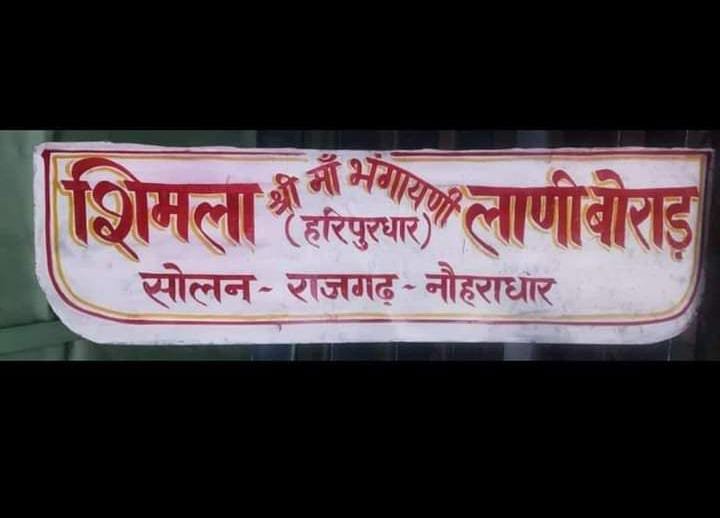 शिमला श्री माँ भंगायणी लाणी बोराड़
(हरिपुरधार)
सोलन - राजगढ़ - नौहराधार